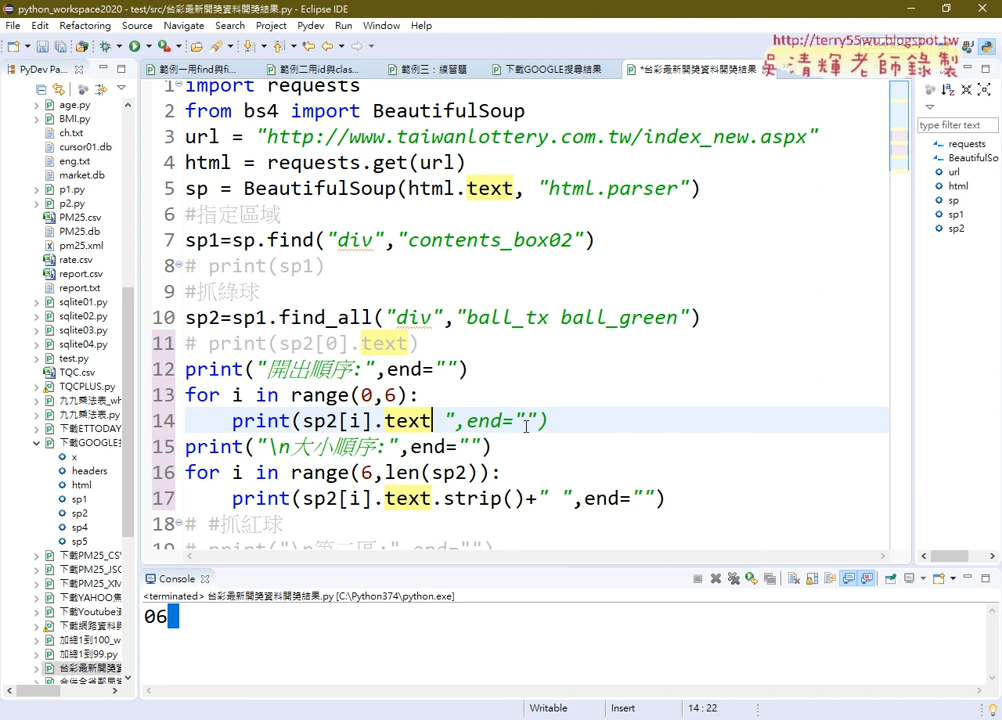 python_workspace2020 - test/src/台彩最新開獎資料開獎結果.py - Eclipse IDE
File Edit Refactoring Source Navigate Search Project Pydev Run Window Help
http://terry55wu.blogspot.tw
吳清輝老師錄製
PyDev Pa...
範例一用find與fi...
範例二用id與clas...
範例三：練習題
下載GOOGLE搜尋結果
*台彩最新開獎資料開獎結果
age.py
BMI.py
ch.txt
cursor01.db
eng.txt
market.db
p1.py
p2.py
PM25.csv
PM25.db
pm25.xml
rate.csv
report.csv
report.txt
sqlite01.py
sqlite02.py
sqlite03.py
sqlite04.py
test.py
TQC.csv
TQCPLUS.py
九九乘法表_wh
九九乘法表.py
下載ETTODAY
下載GOOGLE搜
x
headers
html
sp1
sp2
sp4
sp5
下載PM25_CSV
下載PM25_JSC
下載PM25_XM
下載YAHOO焦
下載Youtube清
下載網路資料與
加總1到100_w
加總1到99.py
台彩最新開獎資
1 import requests
2 from bs4 import BeautifulSoup
3 url = "http://www.taiwanlottery.com.tw/index_new.aspx"
4 html = requests.get(url)
5 sp = BeautifulSoup(html.text, "html.parser")
6 #指定區域
7 sp1=sp.find("div","contents_box02")
8 # print(sp1)
9 #抓綠球
10 sp2=sp1.find_all("div","ball_tx ball_green")
11 # print(sp2[0].text)
12 print("開出順序:",end="")
13 for i in range(0,6):
14 print(sp2[i].text ",end="")
15 print("\n大小順序:",end="")
16 for i in range(6,len(sp2)):
17 print(sp2[i].text.strip()+" ",end="")
18 # #抓紅球
19 # print("\n第二區:",end="")
type filter text
requests
BeautifulSo
url
html
sp
sp1
sp2
Console
<terminated> 台彩最新開獎資料開獎結果.py [C:\Python374\python.exe]
06
Writable Insert 14 : 22